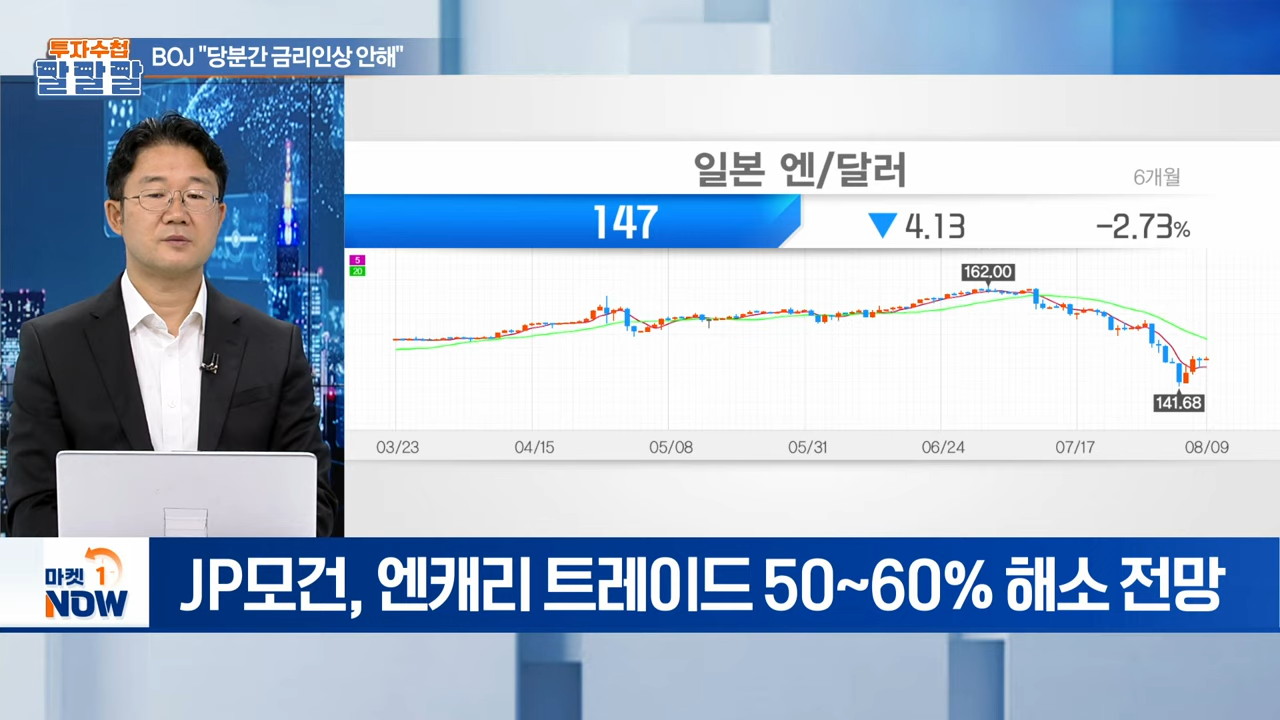 투자수첩
팔팔팔
BOJ "당분간 금리인상 안해"
일본 엔/달러
6개월
147
▼ 4.13
-2.73%
5
20
162.00
141.68
03/23 04/15 05/08 05/31 06/24 07/17 08/09
마켓 1
NOW
JP모건, 엔캐리 트레이드 50~60% 해소 전망